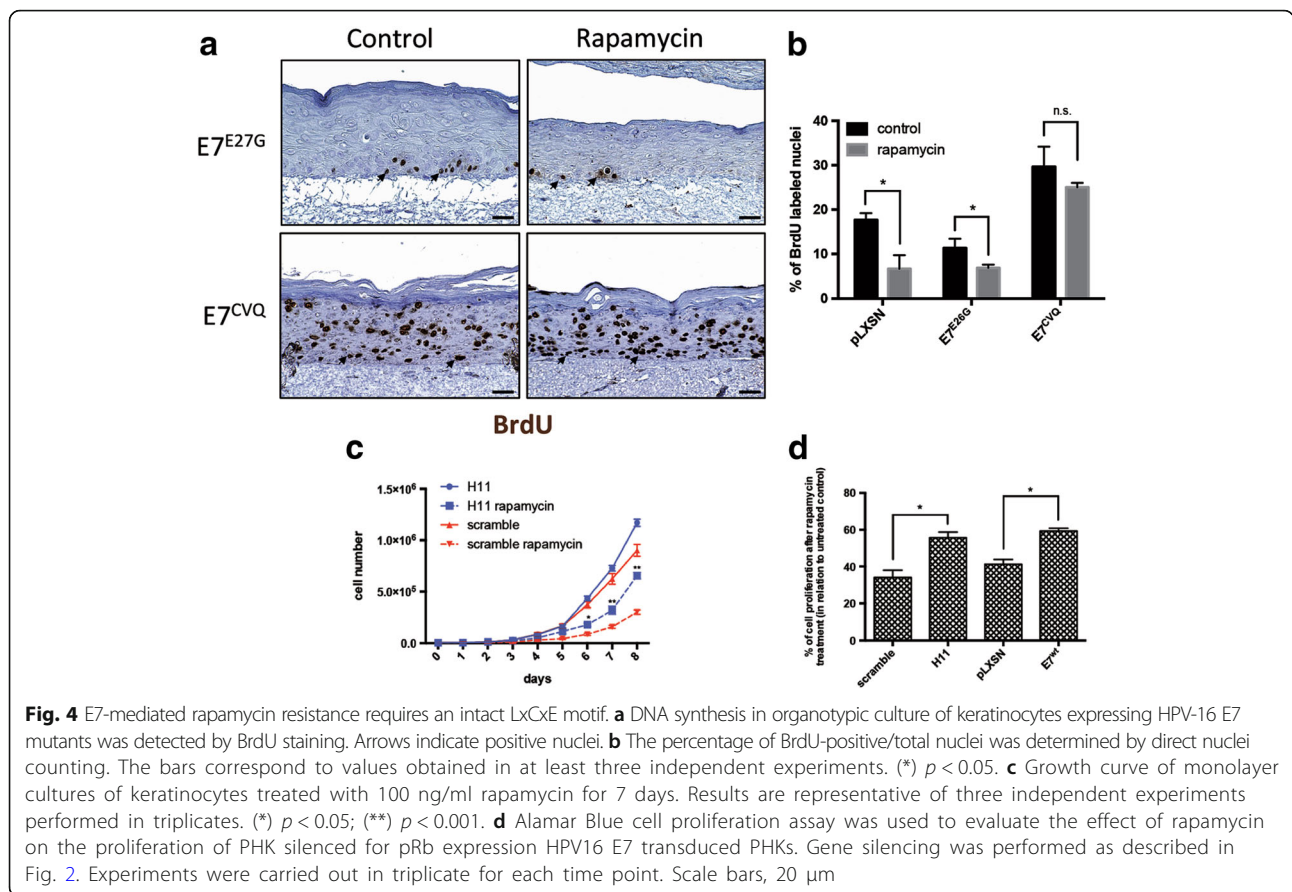 a
Control Rapamycin
E7E27G
E7CVQ
BrdU
b
% of BrdU labeled nuclei
40
30
20
10
0
control
rapamycin
*
*
n.s.
pLXSN
E7E26G
E7CVQ
c
cell number
1.5×10⁶
1.0×10⁶
5.0×10⁵
0.0
H11
H11 rapamycin
scramble
scramble rapamycin
*
**
**
0 1 2 3 4 5 6 7 8
days
d
% of cell proliferation after rapamycin
treatment (in relation to untreated control)
80
60
40
20
0
*
*
scramble
H11
pLXSN
E7wt
Fig. 4 E7-mediated rapamycin resistance requires an intact LxCxE motif. a DNA synthesis in organotypic culture of keratinocytes expressing HPV-16 E7
mutants was detected by BrdU staining. Arrows indicate positive nuclei. b The percentage of BrdU-positive/total nuclei was determined by direct nuclei
counting. The bars correspond to values obtained in at least three independent experiments. (*) p < 0.05. c Growth curve of monolayer
cultures of keratinocytes treated with 100 ng/ml rapamycin for 7 days. Results are representative of three independent experiments
performed in triplicates. (*) p < 0.05; (**) p < 0.001. d Alamar Blue cell proliferation assay was used to evaluate the effect of rapamycin
on the proliferation of PHK silenced for pRb expression HPV16 E7 transduced PHKs. Gene silencing was performed as described in
Fig. 2. Experiments were carried out in triplicate for each time point. Scale bars, 20 μm